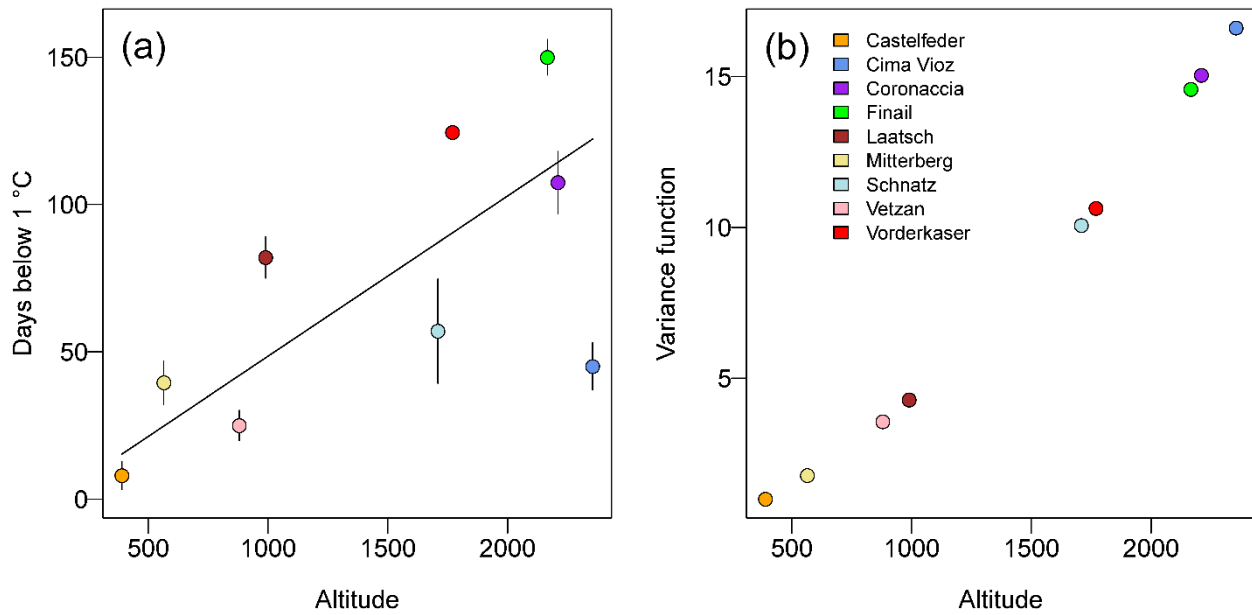 (a)
Days below 1 °C
150
100
50
0
500 1000 1500 2000
Altitude
(b)
Castelfeder
Cima Vioz
Coronaccia
Finail
Laatsch
Mitterberg
Schnatz
Vetzan
Vorderkaser
Variance function
15
10
5
500 1000 1500 2000
Altitude